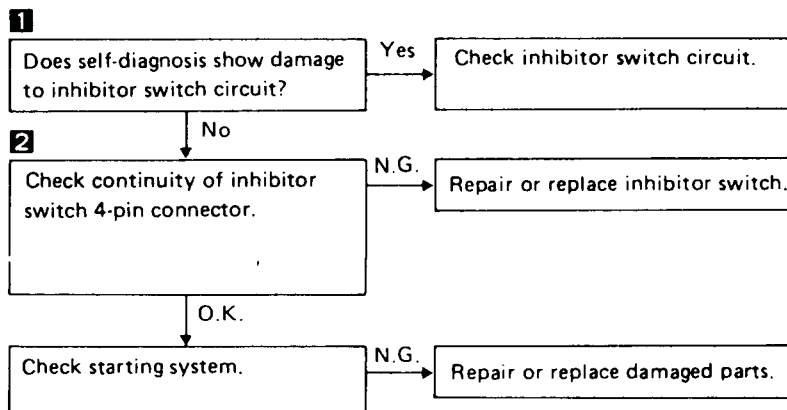 1
Does self-diagnosis show damage
to inhibitor switch circuit?
Yes
Check inhibitor switch circuit.
No
2
Check continuity of inhibitor
switch 4-pin connector.
N.G.
Repair or replace inhibitor switch.
O.K.
Check starting system.
N.G.
Repair or replace damaged parts.